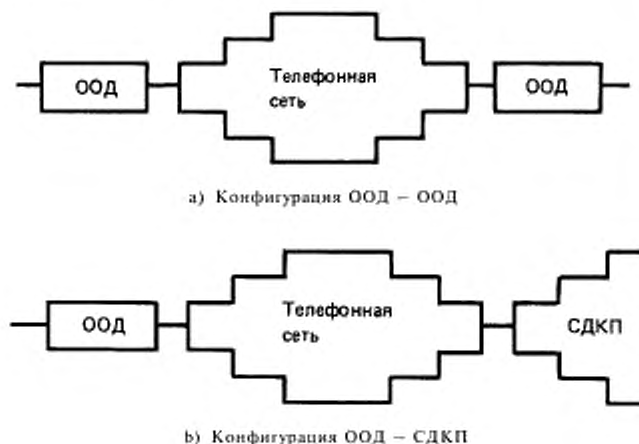 ООД
Телефонная
сеть
ООД
а) Конфигурация ООД — ООД
ООД
Телефонная
сеть
СДКП
b) Конфигурация ООД — СДКП